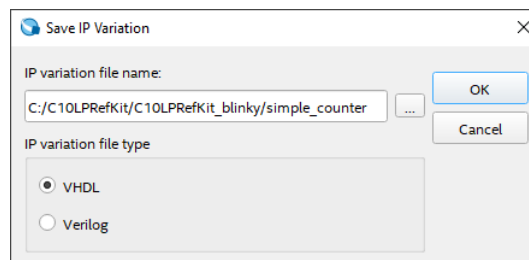 Save IP Variation
IP variation file name:
C:/C10LPRefKit/C10LPRefKit_blinky/simple_counter
...
OK
Cancel
IP variation file type
VHDL
Verilog